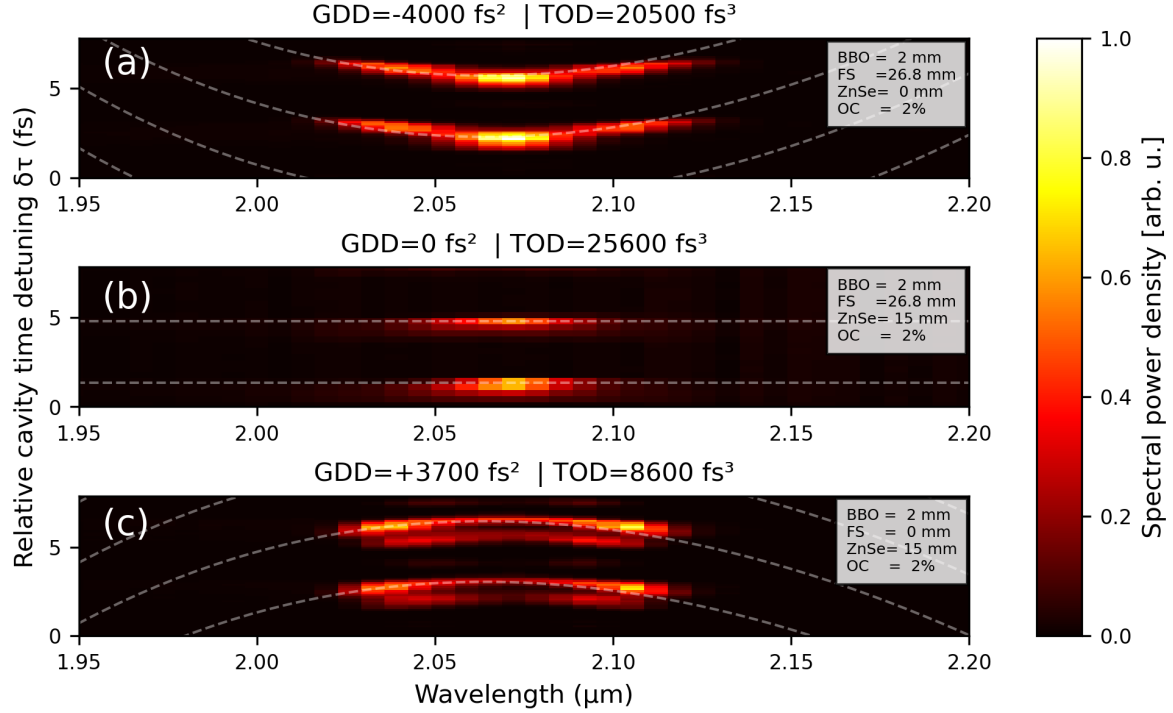 GDD=-4000 fs² | TOD=20500 fs³
(a)
BBO = 2 mm
FS =26.8 mm
ZnSe= 0 mm
OC = 2%
5
0
1.95 2.00 2.05 2.10 2.15 2.20
GDD=0 fs² | TOD=25600 fs³
(b)
BBO = 2 mm
FS =26.8 mm
ZnSe= 15 mm
OC = 2%
5
0
1.95 2.00 2.05 2.10 2.15 2.20
GDD=+3700 fs² | TOD=8600 fs³
(c)
BBO = 2 mm
FS = 0 mm
ZnSe= 15 mm
OC = 2%
5
0
1.95 2.00 2.05 2.10 2.15 2.20
Wavelength (μm)
Relative cavity time detuning δτ (fs)
1.0
0.8
0.6
0.4
0.2
0.0
Spectral power density [arb. u.]